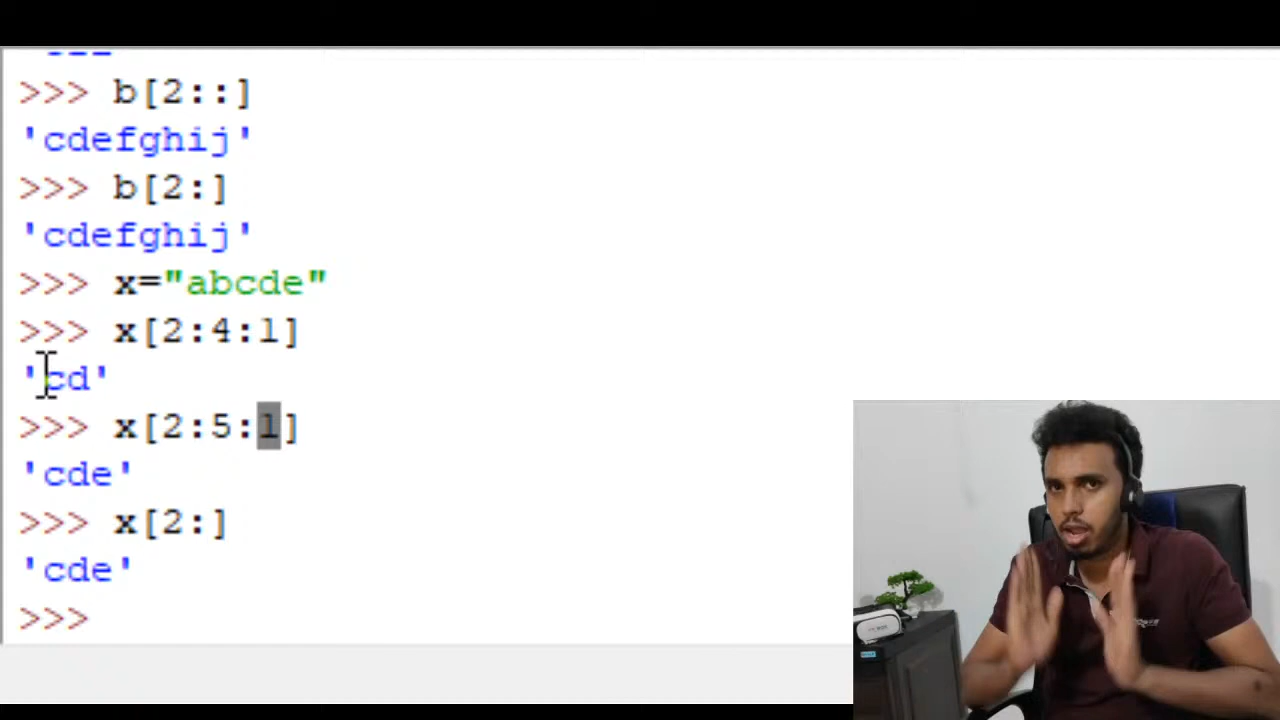 >>> b[2::]
'cdefghij'
>>> b[2:]
'cdefghij'
>>> x="abcde"
>>> x[2:4:1]
'cd'
>>> x[2:5:1]
'cde'
>>> x[2:]
'cde'
>>>